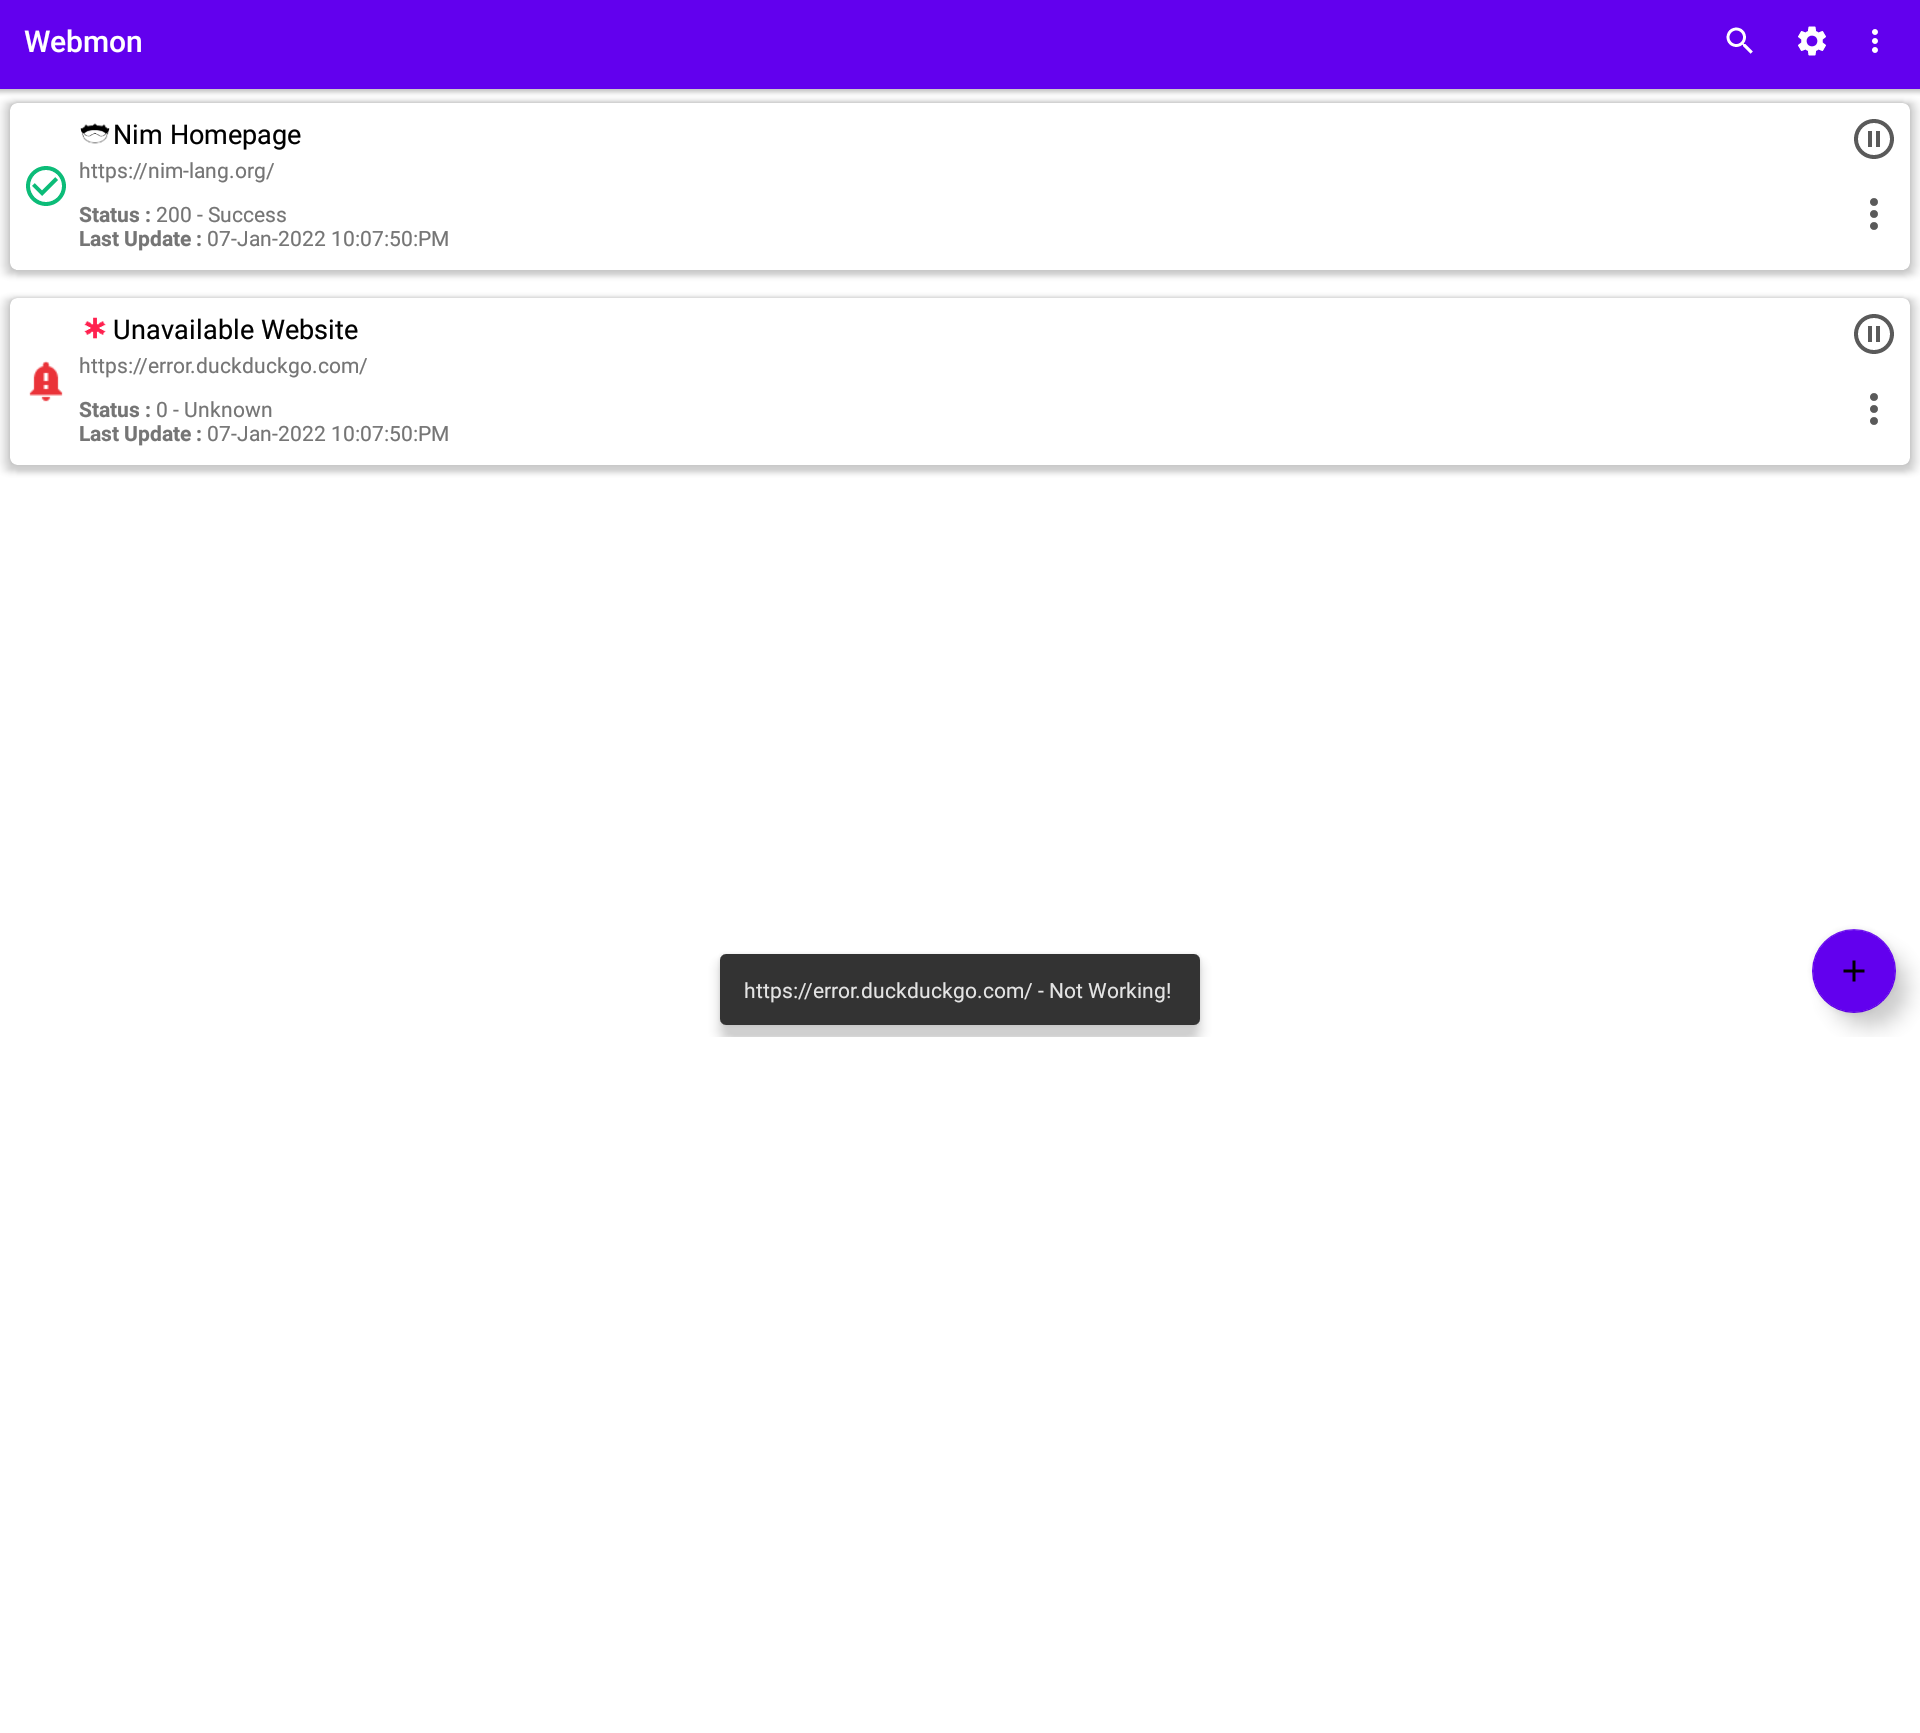 Webmon
Nim Homepage
https://nim-lang.org/
Status : 200 - Success
Last Update : 07-Jan-2022 10:07:50:PM
Unavailable Website
https://error.duckduckgo.com/
Status : 0 - Unknown
Last Update : 07-Jan-2022 10:07:50:PM
https://error.duckduckgo.com/ - Not Working!